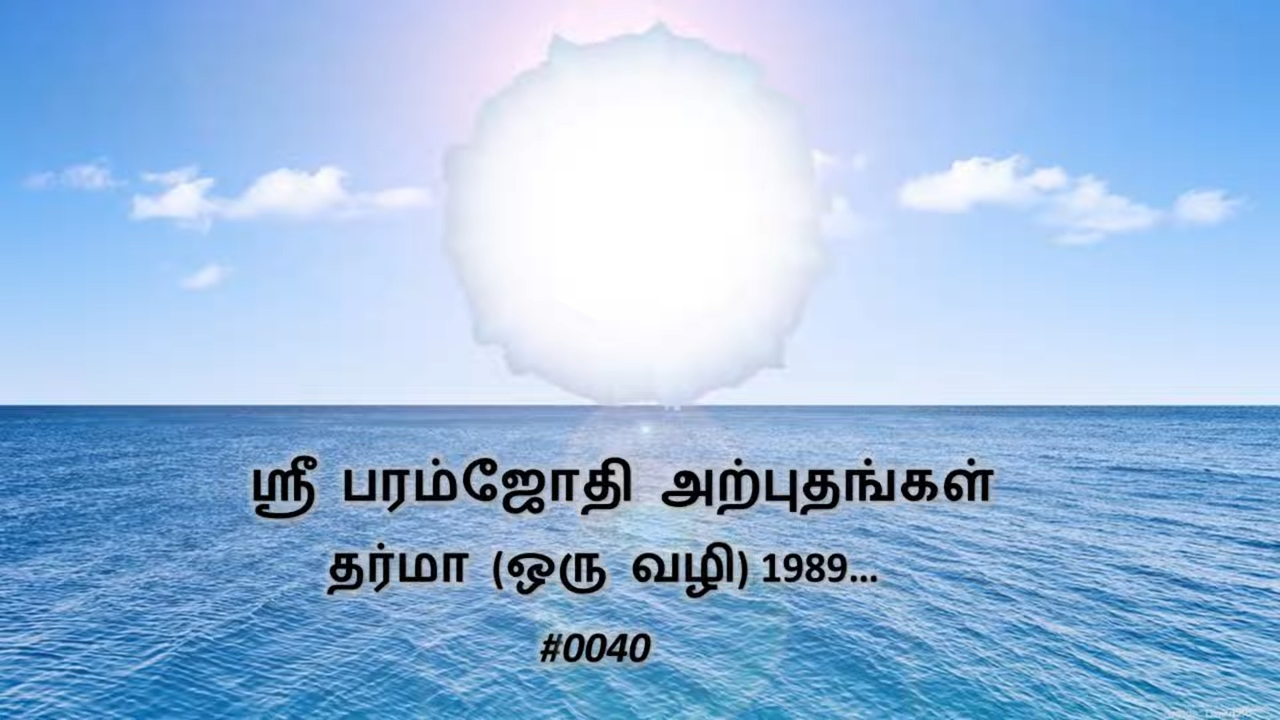 ஸ்ரீ பரம்ஜோதி அற்புதங்கள்
தர்மா (ஒரு வழி) 1989...
#0040